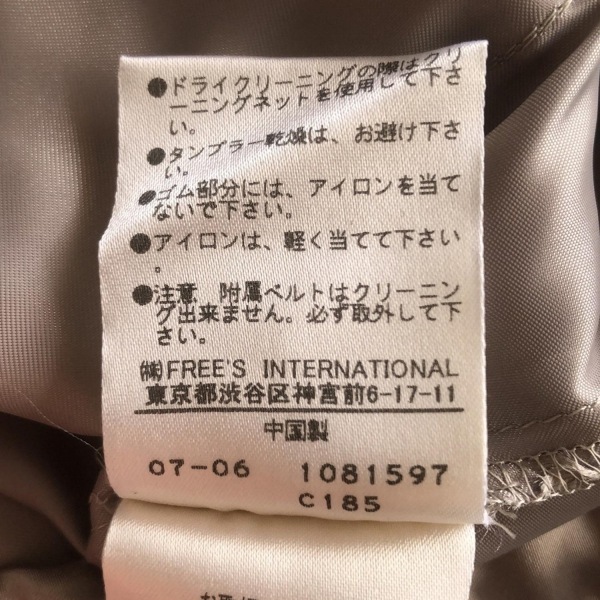 ●ドライクリーニングの際はクリ
ーニングネットを使用して下さ
い。
●タンブラー乾燥は、お避け下さ
い。
●ゴム部分には、アイロンを当て
ないで下さい。
●アイロンは、軽く当てて下さい
。
●注意 附属ベルトはクリーニン
グ出来ません。必ず取外して下
さい。
㈱FREE'S INTERNATIONAL
東京都渋谷区神宮前6-17-11
中国製
07-06 1081597
C185